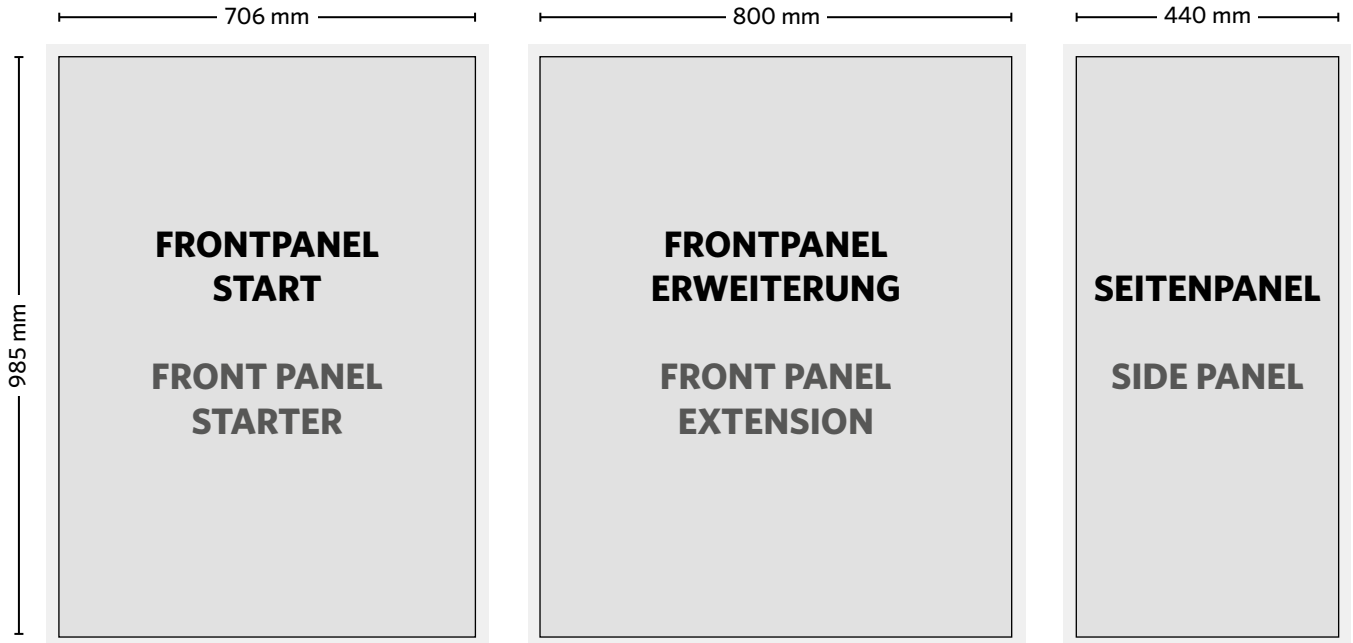 706 mm
800 mm
440 mm
985 mm
FRONTPANEL
START
FRONT PANEL
STARTER
FRONTPANEL
ERWEITERUNG
FRONT PANEL
EXTENSION
SEITENPANEL
SIDE PANEL